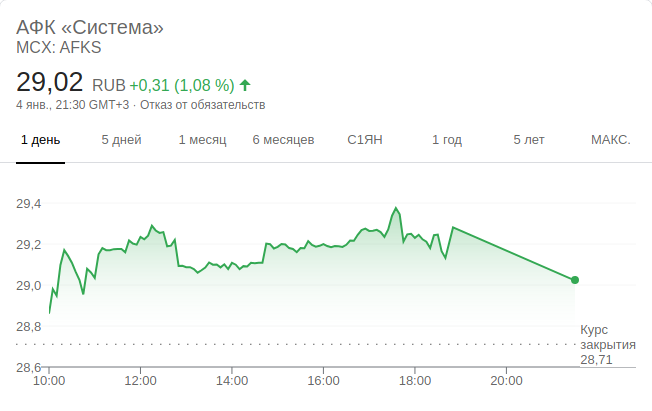 АФК «Система»
MCX: AFKS
29,02 RUB +0,31 (1,08 %)
4 янв., 21:30 GMT+3 · Отказ от обязательств
1 день 5 дней 1 месяц 6 месяцев С1ЯН 1 год 5 лет МАКС.
29,4
29,2
29,0
28,8
Курс
закрытия
28,71
28,6
10:00 12:00 14:00 16:00 18:00 20:00